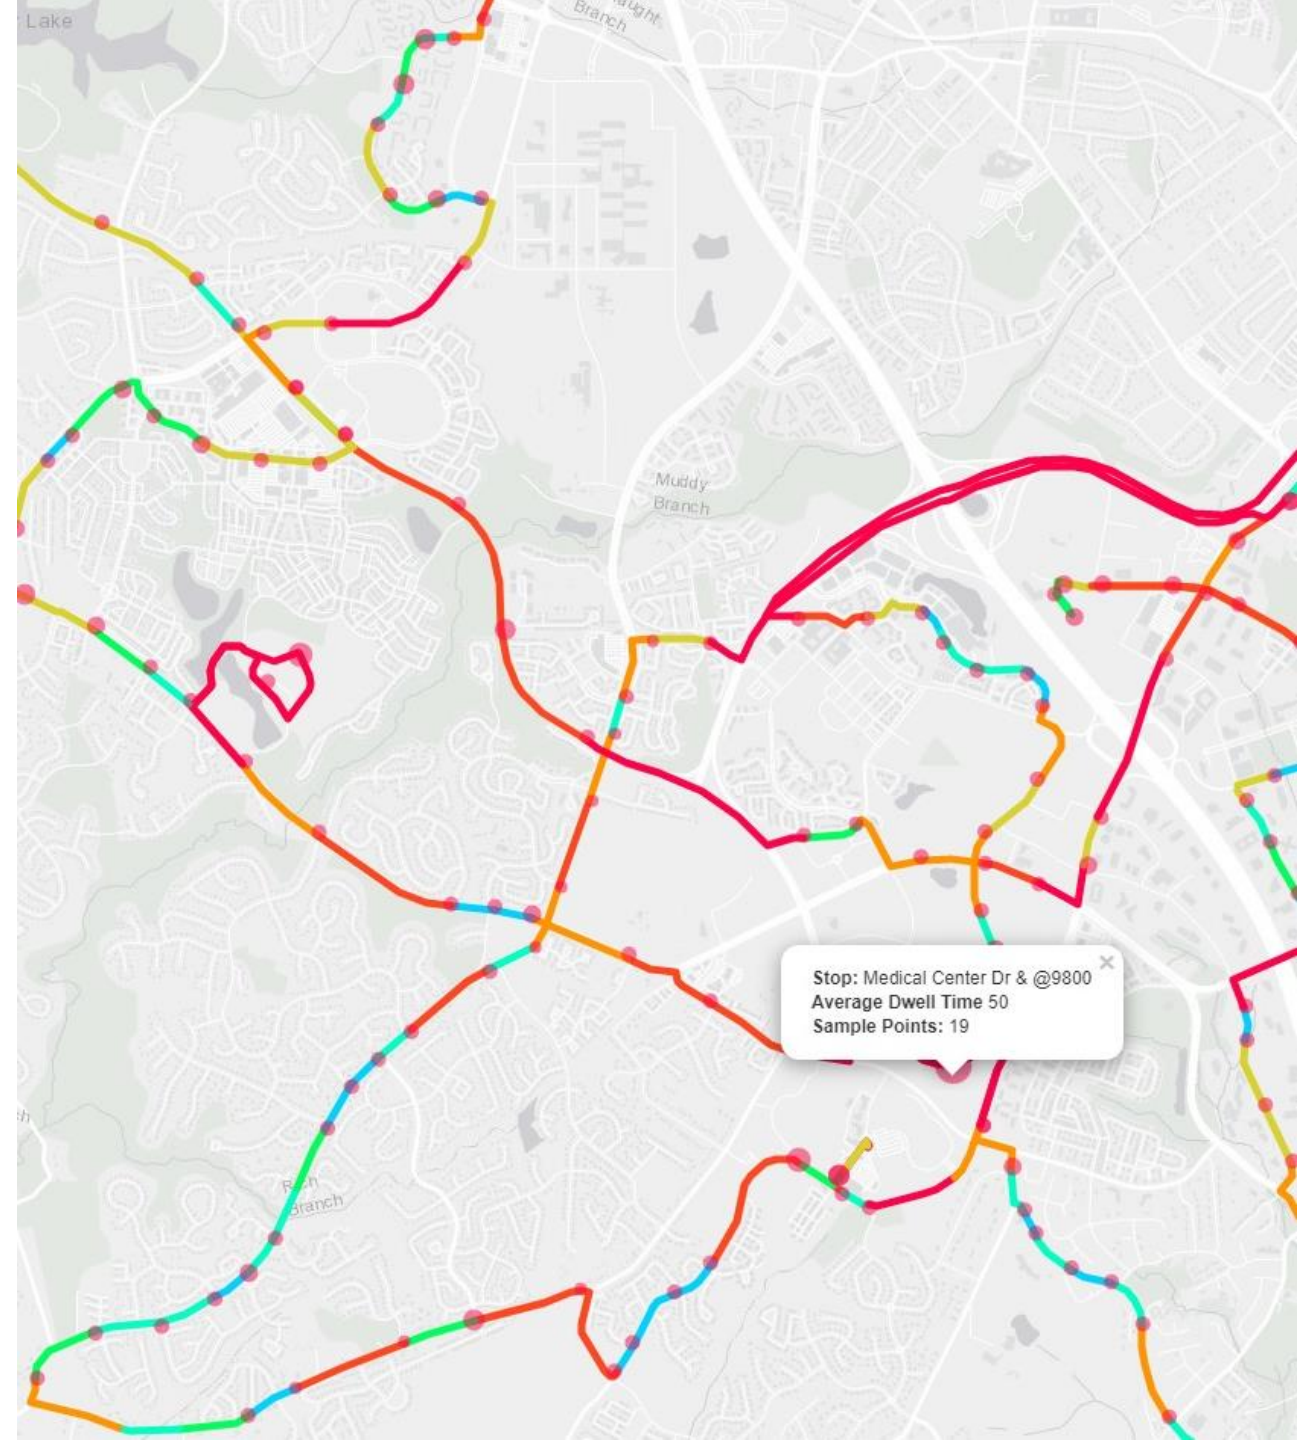 Lake
Branch
Muddy
Branch
×
Stop: Medical Center Dr & @9800
Average Dwell Time 50
Sample Points: 19
Branch